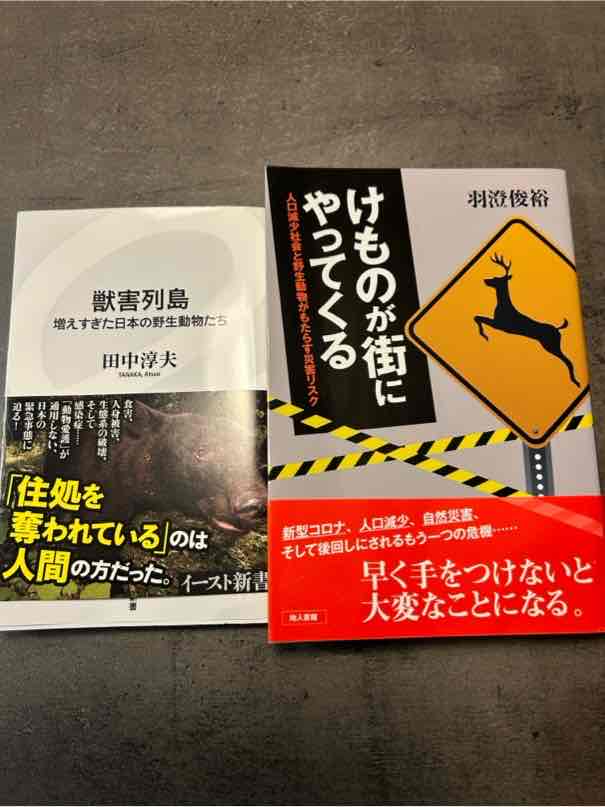 獣害列島
増えすぎた日本の野生動物たち
田中淳夫
TANAKA, Atsuo
食害、
人身被害、
生態系の破壊、
そして
感染症……
「動物愛護」が
通用しない、
日本の
緊急事態に
迫る!
「住処を
奪われている」のは
人間の方だった。
イースト新書
書
羽澄俊裕
けものが街に
やってくる
人口減少社会と野生動物がもたらす災害リスク
新型コロナ、人口減少、自然災害、
そして後回しにされるもう一つの危機……
早く手をつけないと
大変なことになる。
地人書館